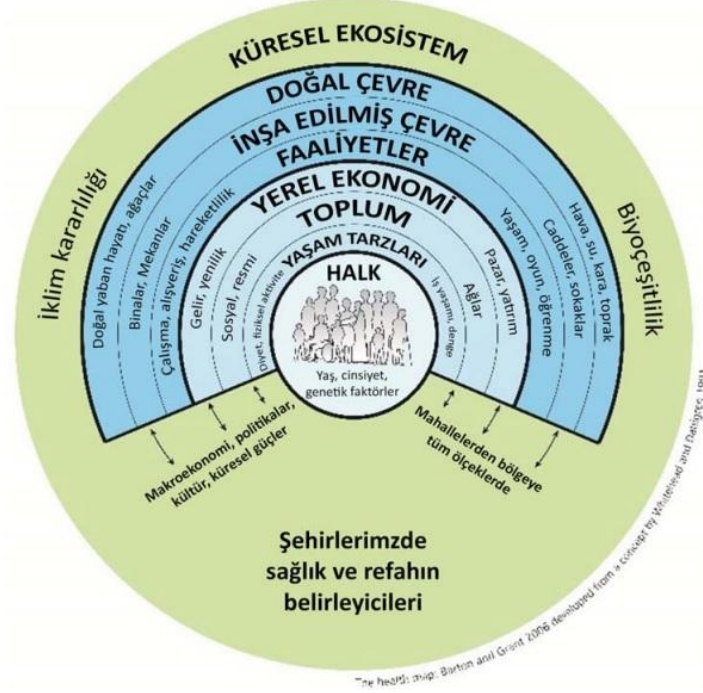 KÜRESEL EKOSİSTEM
DOĞAL ÇEVRE
İNŞA EDİLMİŞ ÇEVRE
FAALİYETLER
YEREL EKONOMİ
TOPLUM
YAŞAM TARZLARI
HALK
Yaş, cinsiyet,
genetik faktörler
İklim kararlılığı
Doğal yaban hayatı, ağaçlar
Binalar, Mekanlar
Çalışma, alışveriş, hareketlilik
Gelir, yenilik
Sosyal, resmi
Diyet, fiziksel aktivite
İş yaşamı, denge
Ağlar
Pazar, yatırım
Yaşam, oyun, öğrenme
Caddeler, sokaklar
Hava, su, kara, toprak
Biyoçeşitlilik
Makroekonomi, politikalar,
kültür, küresel güçler
Mahallelerden bölgeye
tüm ölçeklerde
Şehirlerimzde
sağlık ve refahın
belirleyicileri
The health map: Barton and Grant 2006 developed from a concept by Whitehead and